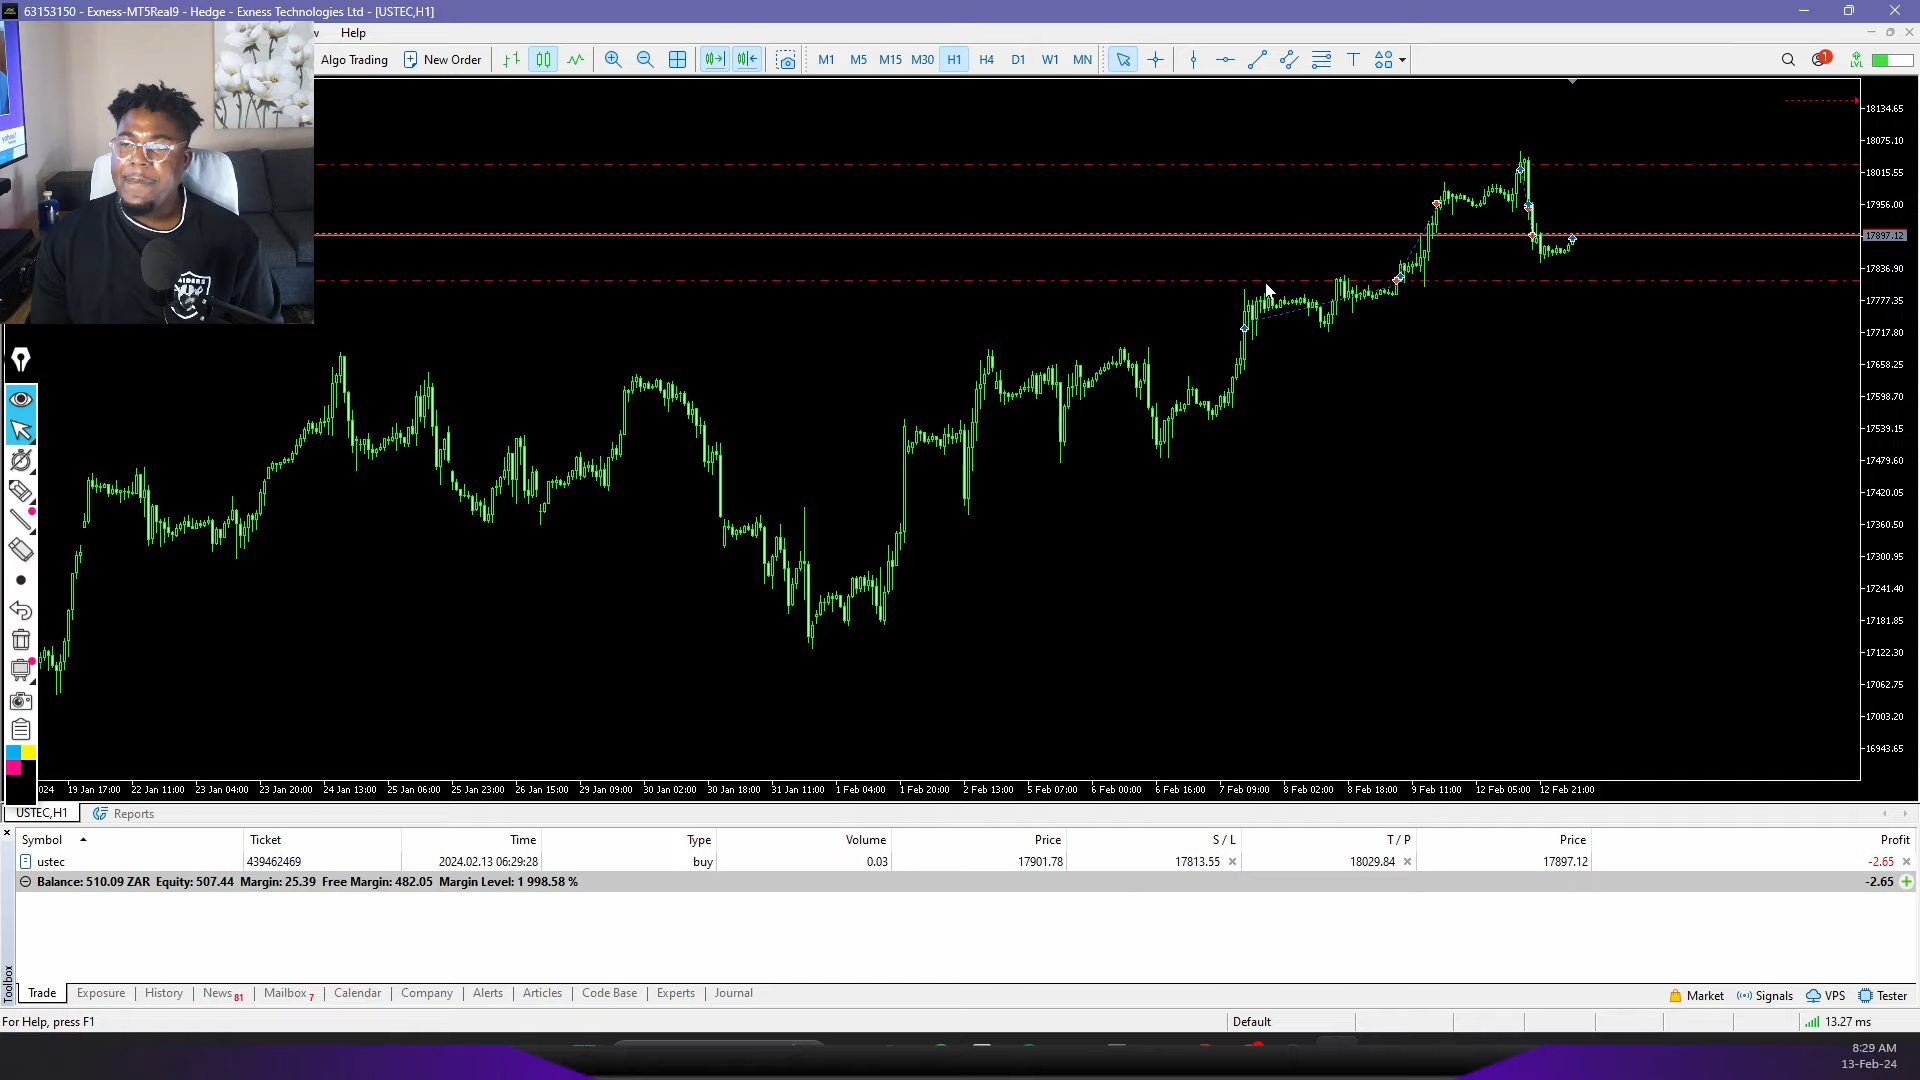 63153150 - Exness-MT5Real9 - Hedge - Exness Technologies Ltd - [USTEC,H1]
Help
Algo Trading New Order M1 M5 M15 M30 H1 H4 D1 W1 MN 1 LVL
yahoo!
RAIDERS
18134.65
18075.10
18015.55
17956.00
17897.12
17836.90
17777.35
17717.80
17658.25
17598.70
17539.15
17479.60
17420.05
17360.50
17300.95
17241.40
17181.85
17122.30
17062.75
17003.20
16943.65
024 19 Jan 17:00 22 Jan 11:00 23 Jan 04:00 23 Jan 20:00 24 Jan 13:00 25 Jan 06:00 25 Jan 23:00 26 Jan 15:00 29 Jan 09:00 30 Jan 02:00 30 Jan 18:00 31 Jan 11:00 1 Feb 04:00 1 Feb 20:00 2 Feb 13:00 5 Feb 07:00 6 Feb 00:00 6 Feb 16:00 7 Feb 09:00 8 Feb 02:00 8 Feb 18:00 9 Feb 11:00 12 Feb 05:00 12 Feb 21:00
USTEC,H1 Reports
Symbol Ticket Time Type Volume Price S / L T / P Price Profit
ustec 439462469 2024.02.13 06:29:28 buy 0.03 17901.78 17813.55 18029.84 17897.12 -2.65
Balance: 510.09 ZAR Equity: 507.44 Margin: 25.39 Free Margin: 482.05 Margin Level: 1 998.58 % -2.65
Toolbox
Trade Exposure History News 81 Mailbox 7 Calendar Company Alerts Articles Code Base Experts Journal Market Signals VPS Tester
For Help, press F1 Default 13.27 ms
8:29 AM
13-Feb-24